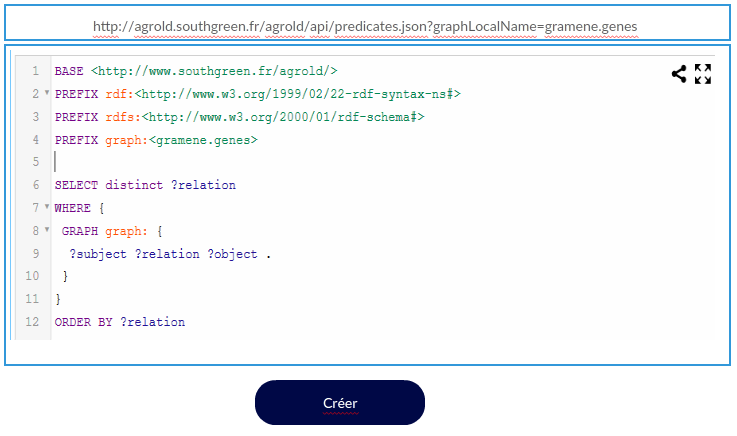 http://agrold.southgreen.fr/agrold/api/predicates.json?graphLocalName=gramene.genes
1 BASE <http://www.southgreen.fr/agrold/>
2 PREFIX rdf:<http://www.w3.org/1999/02/22-rdf-syntax-ns#>
3 PREFIX rdfs:<http://www.w3.org/2000/01/rdf-schema#>
4 PREFIX graph:<gramene.genes>
5
6 SELECT distinct ?relation
7 WHERE {
8 GRAPH graph: {
9 ?subject ?relation ?object .
10 }
11 }
12 ORDER BY ?relation
Créer